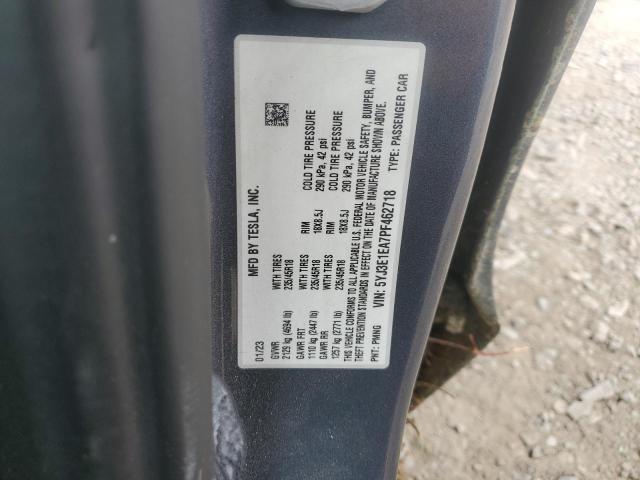 MFD BY TESLA, INC.
01/23
GVWR
2129 kg (4694 lb) WITH TIRES 235/45R18 RIM 18X8.5J COLD TIRE PRESSURE 290 kPa, 42 psi
GAWR FRT
1110 kg (2447 lb) WITH TIRES 235/45R18 RIM 18X8.5J COLD TIRE PRESSURE 290 kPa, 42 psi
GAWR RR
1257 kg (2771 lb) WITH TIRES 235/45R18
THIS VEHICLE CONFORMS TO ALL APPLICABLE U.S. FEDERAL MOTOR VEHICLE SAFETY, BUMPER, AND
THEFT PREVENTION STANDARDS IN EFFECT ON THE DATE OF MANUFACTURE SHOWN ABOVE.
VIN: 5YJ3E1EA7PF462718 TYPE: PASSENGER CAR
PNT: PMNG